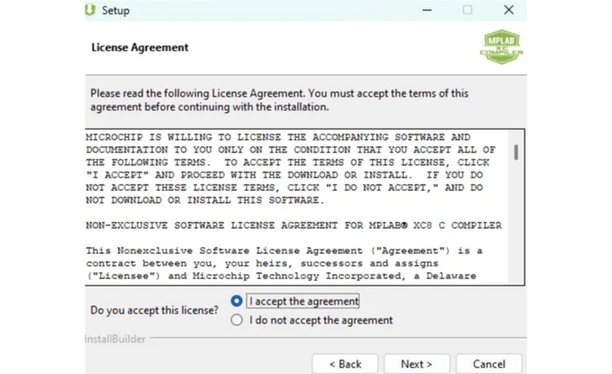 Setup
License Agreement
MPLAB
XC
COMPILER
Please read the following License Agreement. You must accept the terms of this
agreement before continuing with the installation.
MICROCHIP IS WILLING TO LICENSE THE ACCOMPANYING SOFTWARE AND
DOCUMENTATION TO YOU ONLY ON THE CONDITION THAT YOU ACCEPT ALL OF
THE FOLLOWING TERMS.  TO ACCEPT THE TERMS OF THIS LICENSE, CLICK
"I ACCEPT" AND PROCEED WITH THE DOWNLOAD OR INSTALL.  IF YOU DO
NOT ACCEPT THESE LICENSE TERMS, CLICK "I DO NOT ACCEPT," AND DO
NOT DOWNLOAD OR INSTALL THIS SOFTWARE.
NON-EXCLUSIVE SOFTWARE LICENSE AGREEMENT FOR MPLAB® XC8 C COMPILER
This Nonexclusive Software License Agreement ("Agreement") is a
contract between you, your heirs, successors and assigns
("Licensee") and Microchip Technology Incorporated, a Delaware
Do you accept this license?
I accept the agreement
I do not accept the agreement
InstallBuilder
< Back
Next >
Cancel